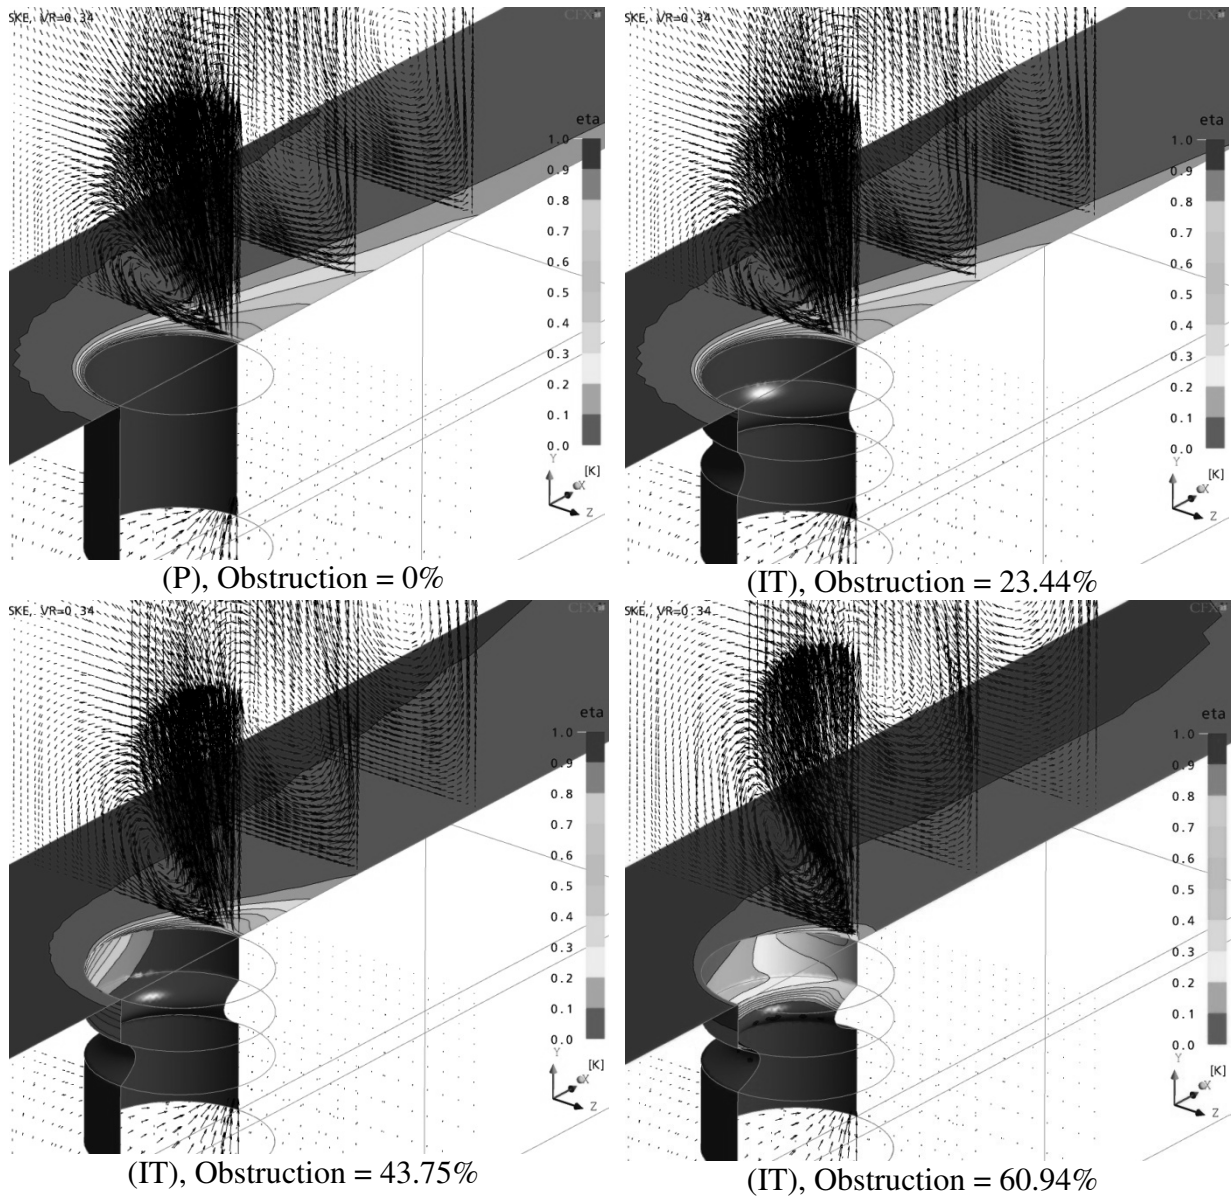 SKE, VR=0.34
CFX
eta
1.0
0.9
0.8
0.7
0.6
0.5
0.4
0.3
0.2
0.1
0.0
[K]
Y
X
Z
(P), Obstruction = 0%
SKE, VR=0.34
CFX
eta
1.0
0.9
0.8
0.7
0.6
0.5
0.4
0.3
0.2
0.1
0.0
[K]
Y
X
Z
(IT), Obstruction = 23.44%
SKE, VR=0.34
CFX
eta
1.0
0.9
0.8
0.7
0.6
0.5
0.4
0.3
0.2
0.1
0.0
[K]
Y
X
Z
(IT), Obstruction = 43.75%
SKE, VR=0.34
CFX
eta
1.0
0.9
0.8
0.7
0.6
0.5
0.4
0.3
0.2
0.1
0.0
[K]
Y
X
Z
(IT), Obstruction = 60.94%